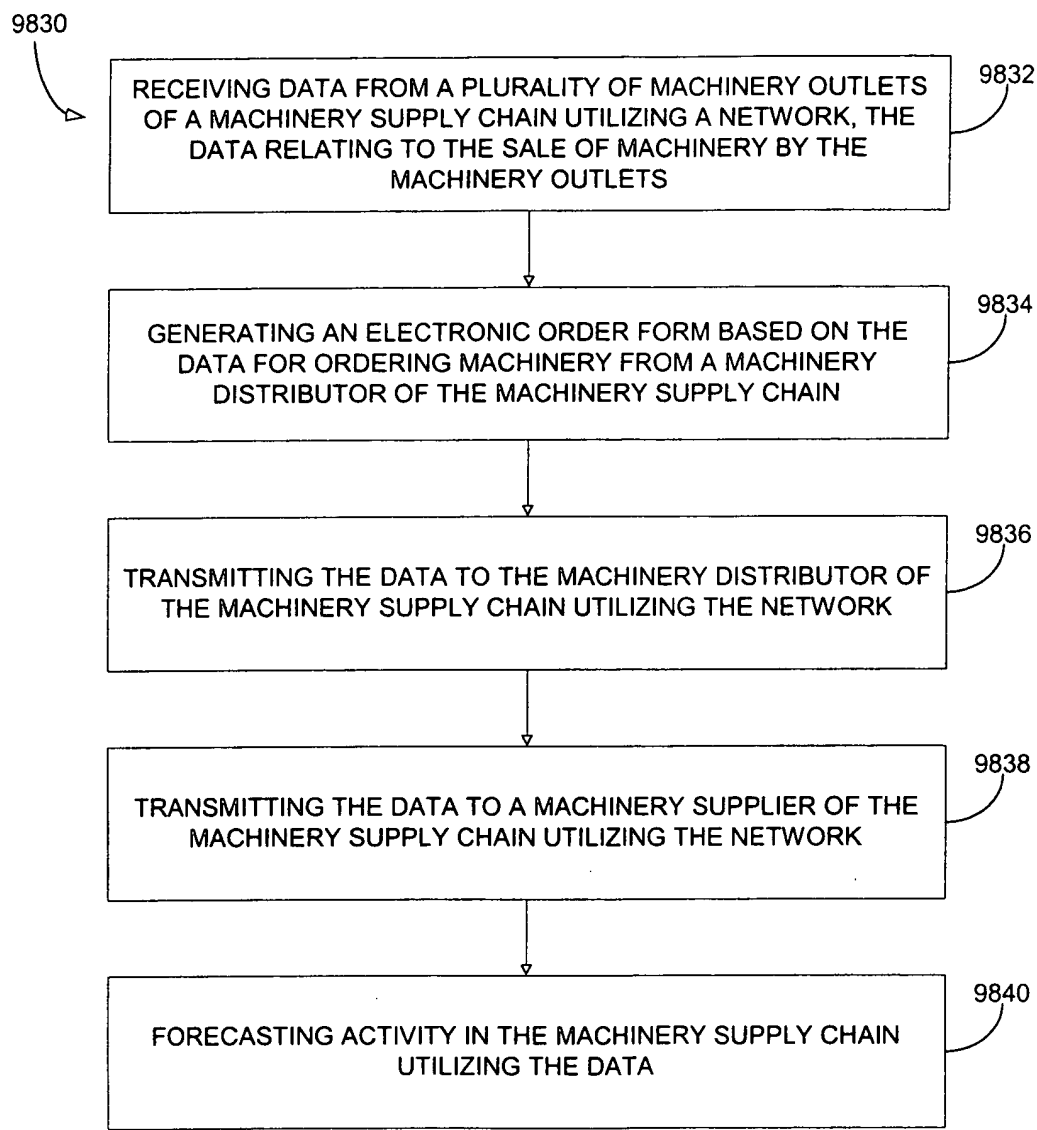 9830
9832
RECEIVING DATA FROM A PLURALITY OF MACHINERY OUTLETS
OF A MACHINERY SUPPLY CHAIN UTILIZING A NETWORK, THE
DATA RELATING TO THE SALE OF MACHINERY BY THE
MACHINERY OUTLETS
9834
GENERATING AN ELECTRONIC ORDER FORM BASED ON THE
DATA FOR ORDERING MACHINERY FROM A MACHINERY
DISTRIBUTOR OF THE MACHINERY SUPPLY CHAIN
9836
TRANSMITTING THE DATA TO THE MACHINERY DISTRIBUTOR OF
THE MACHINERY SUPPLY CHAIN UTILIZING THE NETWORK
9838
TRANSMITTING THE DATA TO A MACHINERY SUPPLIER OF THE
MACHINERY SUPPLY CHAIN UTILIZING THE NETWORK
9840
FORECASTING ACTIVITY IN THE MACHINERY SUPPLY CHAIN
UTILIZING THE DATA